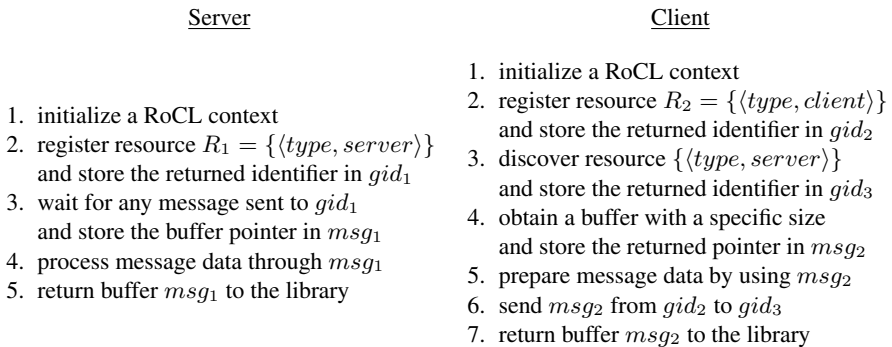 Server
1. initialize a RoCL context
2. register resource R₁ = {⟨type, server⟩}
and store the returned identifier in gid₁
3. wait for any message sent to gid₁
and store the buffer pointer in msg₁
4. process message data through msg₁
5. return buffer msg₁ to the library
Client
1. initialize a RoCL context
2. register resource R₂ = {⟨type, client⟩}
and store the returned identifier in gid₂
3. discover resource {⟨type, server⟩}
and store the returned identifier in gid₃
4. obtain a buffer with a specific size
and store the returned pointer in msg₂
5. prepare message data by using msg₂
6. send msg₂ from gid₂ to gid₃
7. return buffer msg₂ to the library